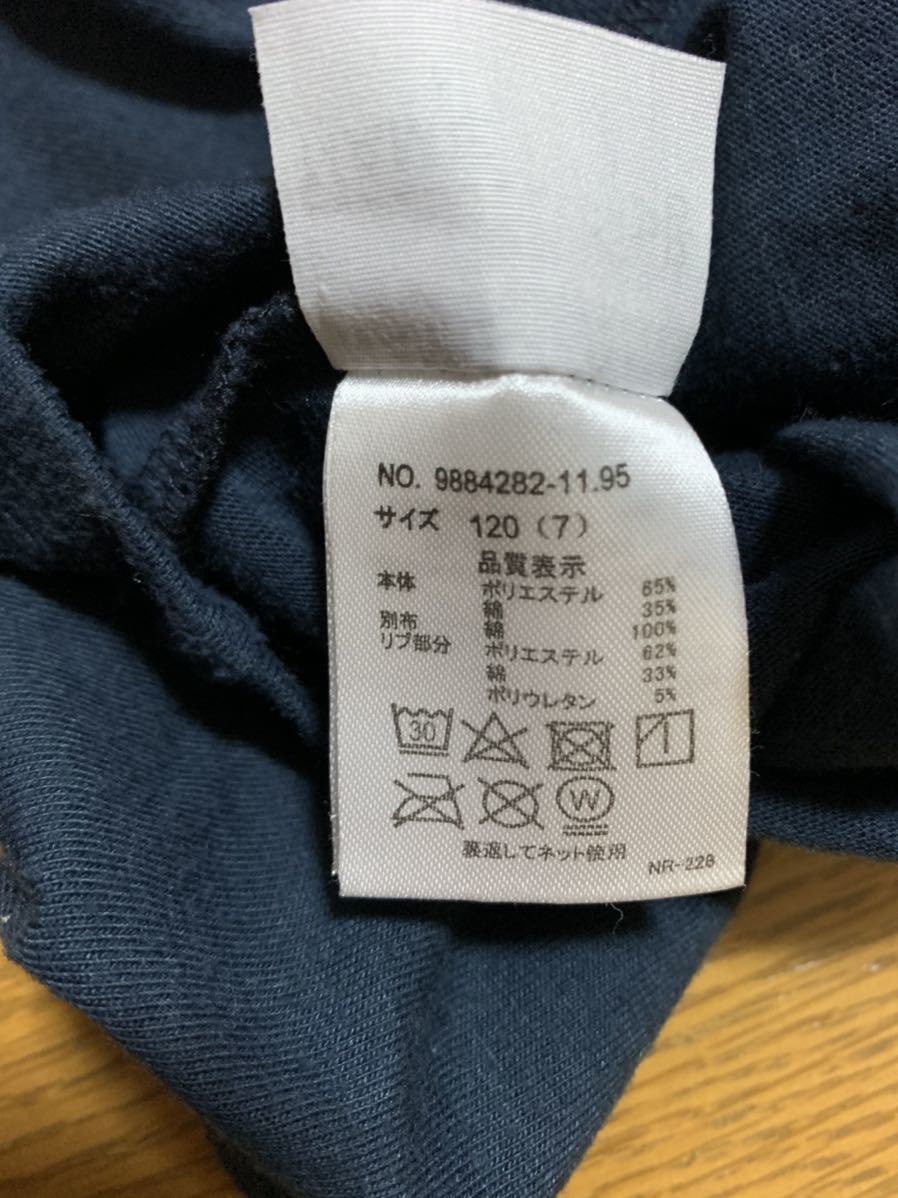 NO. 9884282-11.95
サイズ 120（7）
品質表示
本体 ポリエステル 65%
綿 35%
別布 綿 100%
リブ部分 ポリエステル 62%
綿 33%
ポリウレタン 5%
30
W
裏返してネット使用
NR-228